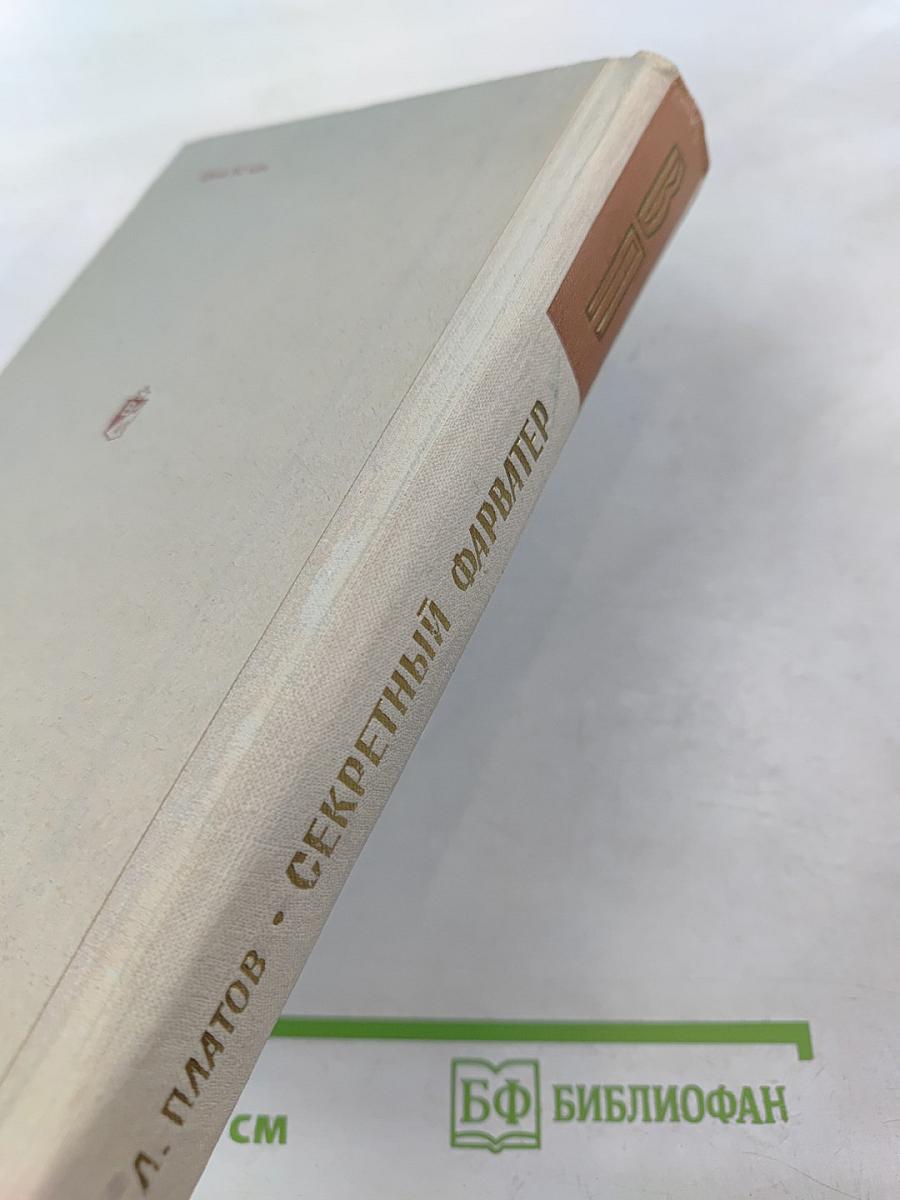 Л. ПЛАТОВ · СЕКРЕТНЫЙ ФАРВАТЕР
СМ
БФ БИБЛИОФАН